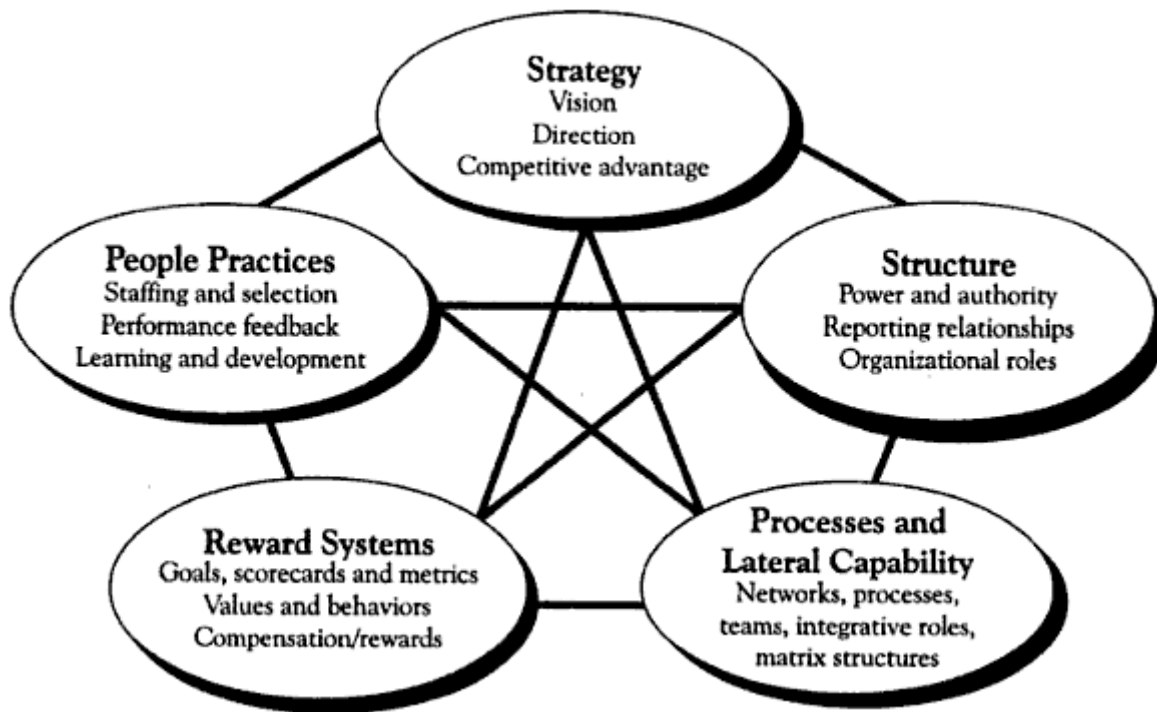 Strategy
Vision
Direction
Competitive advantage
People Practices
Staffing and selection
Performance feedback
Learning and development
Structure
Power and authority
Reporting relationships
Organizational roles
Reward Systems
Goals, scorecards and metrics
Values and behaviors
Compensation/rewards
Processes and
Lateral Capability
Networks, processes,
teams, integrative roles,
matrix structures